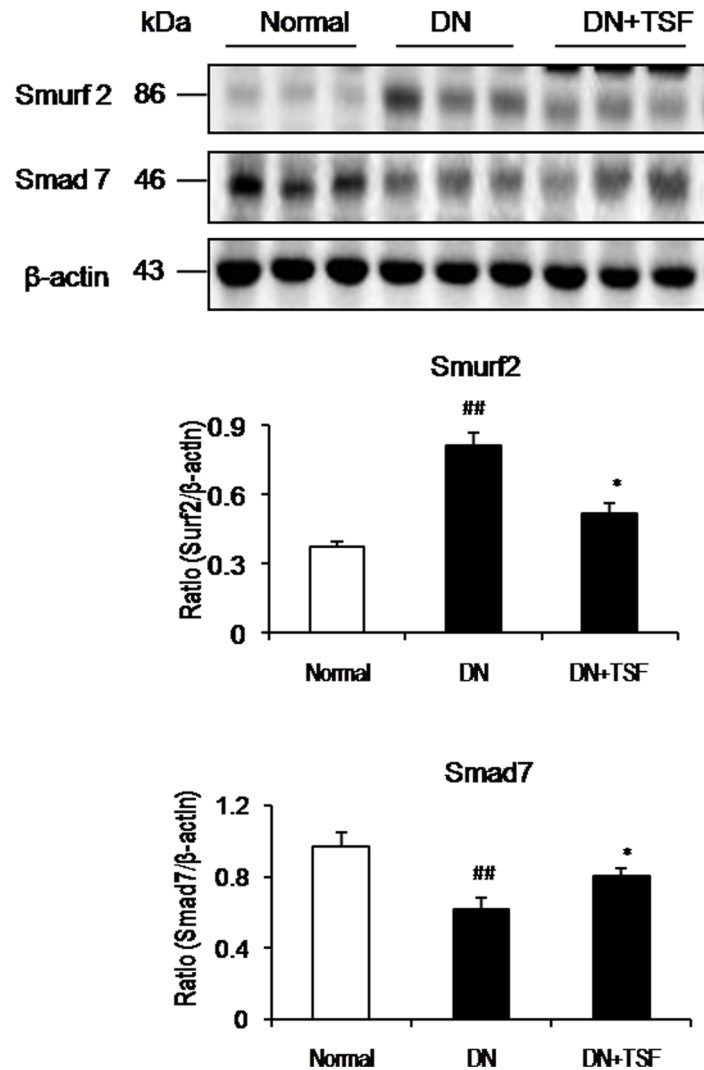 kDa Normal DN DN+TSF
Smurf 2 86
Smad 7 46
β-actin 43
Smurf2
Ratio (Surf2/β-actin)
0.9
0.6
0.3
0
##
*
Normal DN DN+TSF
Smad7
Ratio (Smad7/β-actin)
1.2
0.8
0.4
0
##
*
Normal DN DN+TSF